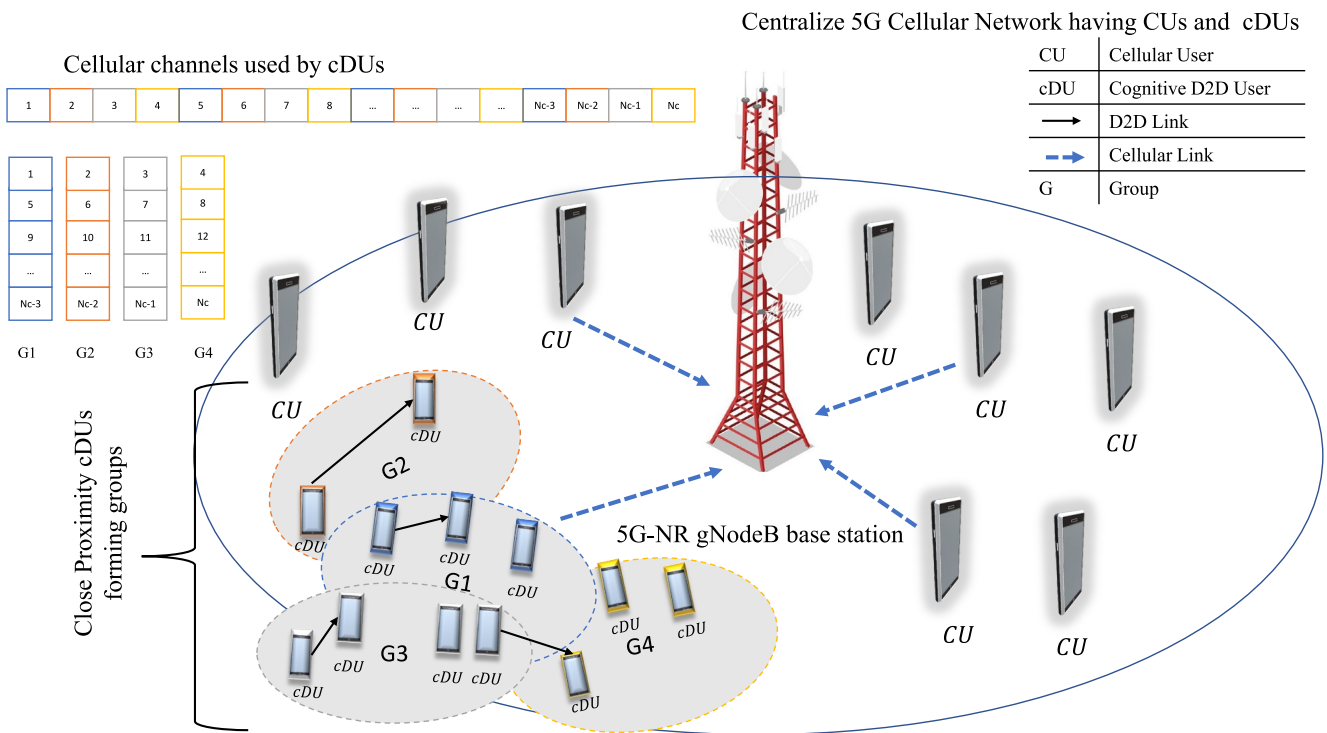 Centralize 5G Cellular Network having CUs and cDUs
CU Cellular User
cDU Cognitive D2D User
D2D Link
Cellular Link
G Group
Cellular channels used by cDUs
1 2 3 4 5 6 7 8 ... ... ... ... Nc-3 Nc-2 Nc-1 Nc
1 2 3 4
5 6 7 8
9 10 11 12
... ... ... ...
Nc-3 Nc-2 Nc-1 Nc
G1 G2 G3 G4
CU
CU
CU
CU
CU
CU
CU
CU
Close Proximity cDUs
forming groups
cDU
G2
cDU
cDU
cDU
cDU
G1
5G-NR gNodeB base station
cDU
cDU
G4
cDU
cDU
G3
cDU
cDU
cDU